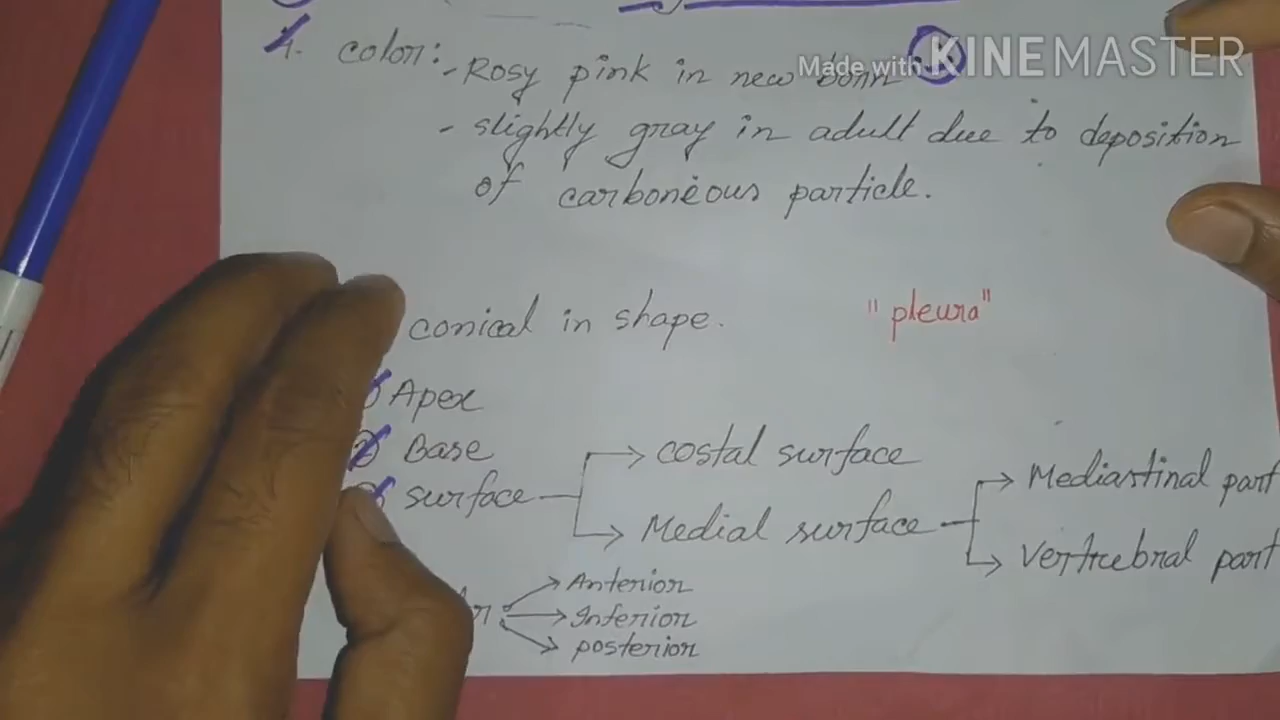 4. color:- Rosy pink in new born
Made with KINEMASTER
- slightly gray in adult due to deposition
of carboneous particle.
conical in shape. "pleura"
Apex
Base
surface → costal surface
→ Medial surface → Mediastinal part
→ vertebral part
→ Anterior
→ Inferior
→ posterior